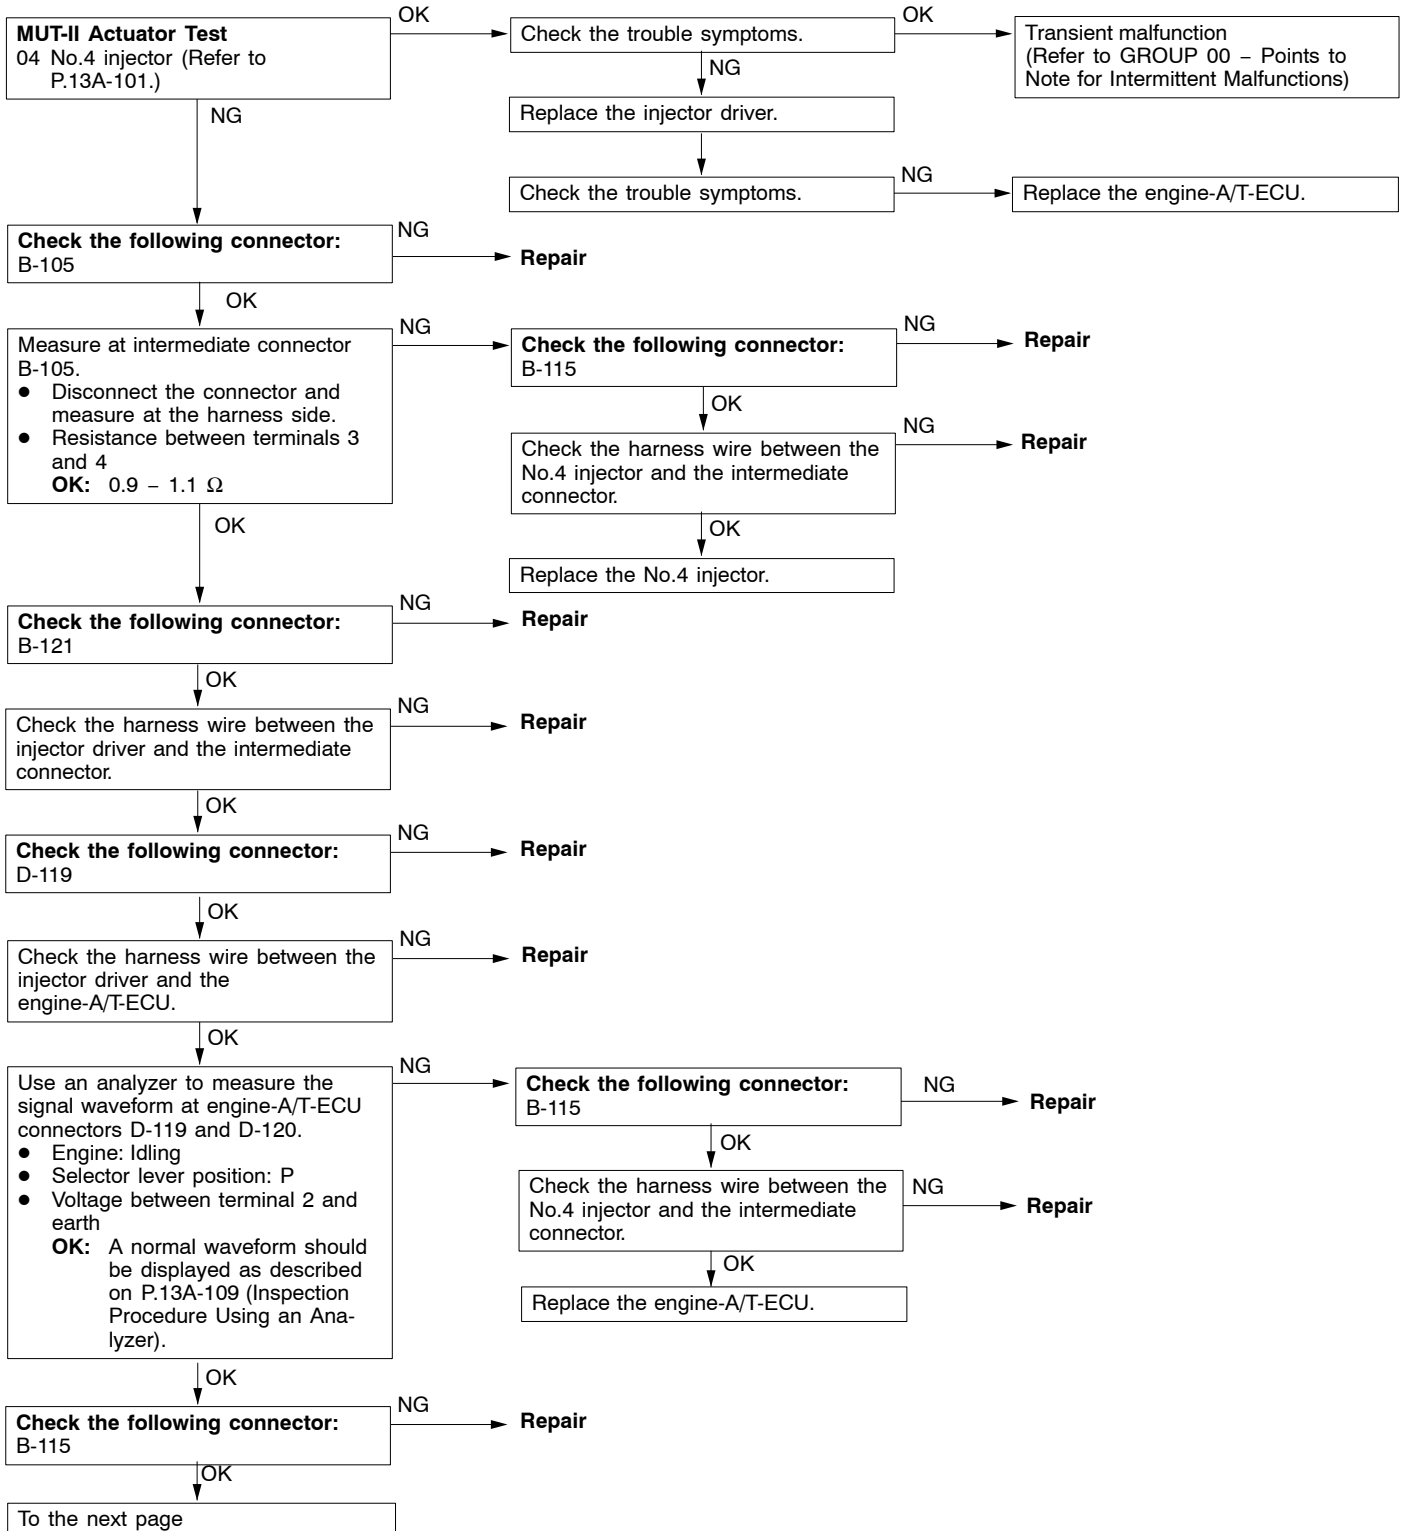 MUT-II Actuator Test
04 No.4 injector (Refer to
P.13A-101.)
OK
Check the trouble symptoms.
OK
Transient malfunction
(Refer to GROUP 00 – Points to
Note for Intermittent Malfunctions)
NG
Replace the injector driver.
Check the trouble symptoms.
NG
Replace the engine-A/T-ECU.
NG
Check the following connector:
B-105
NG
Repair
OK
Measure at intermediate connector
B-105.
● Disconnect the connector and
measure at the harness side.
● Resistance between terminals 3
and 4
OK: 0.9 – 1.1 Ω
NG
Check the following connector:
B-115
NG
Repair
OK
Check the harness wire between the
No.4 injector and the intermediate
connector.
NG
Repair
OK
Replace the No.4 injector.
OK
Check the following connector:
B-121
NG
Repair
OK
Check the harness wire between the
injector driver and the intermediate
connector.
NG
Repair
OK
Check the following connector:
D-119
NG
Repair
OK
Check the harness wire between the
injector driver and the
engine-A/T-ECU.
NG
Repair
OK
Use an analyzer to measure the
signal waveform at engine-A/T-ECU
connectors D-119 and D-120.
● Engine: Idling
● Selector lever position: P
● Voltage between terminal 2 and
earth
OK: A normal waveform should
be displayed as described
on P.13A-109 (Inspection
Procedure Using an Ana-
lyzer).
NG
Check the following connector:
B-115
NG
Repair
OK
Check the harness wire between the
No.4 injector and the intermediate
connector.
NG
Repair
OK
Replace the engine-A/T-ECU.
OK
Check the following connector:
B-115
NG
Repair
OK
To the next page